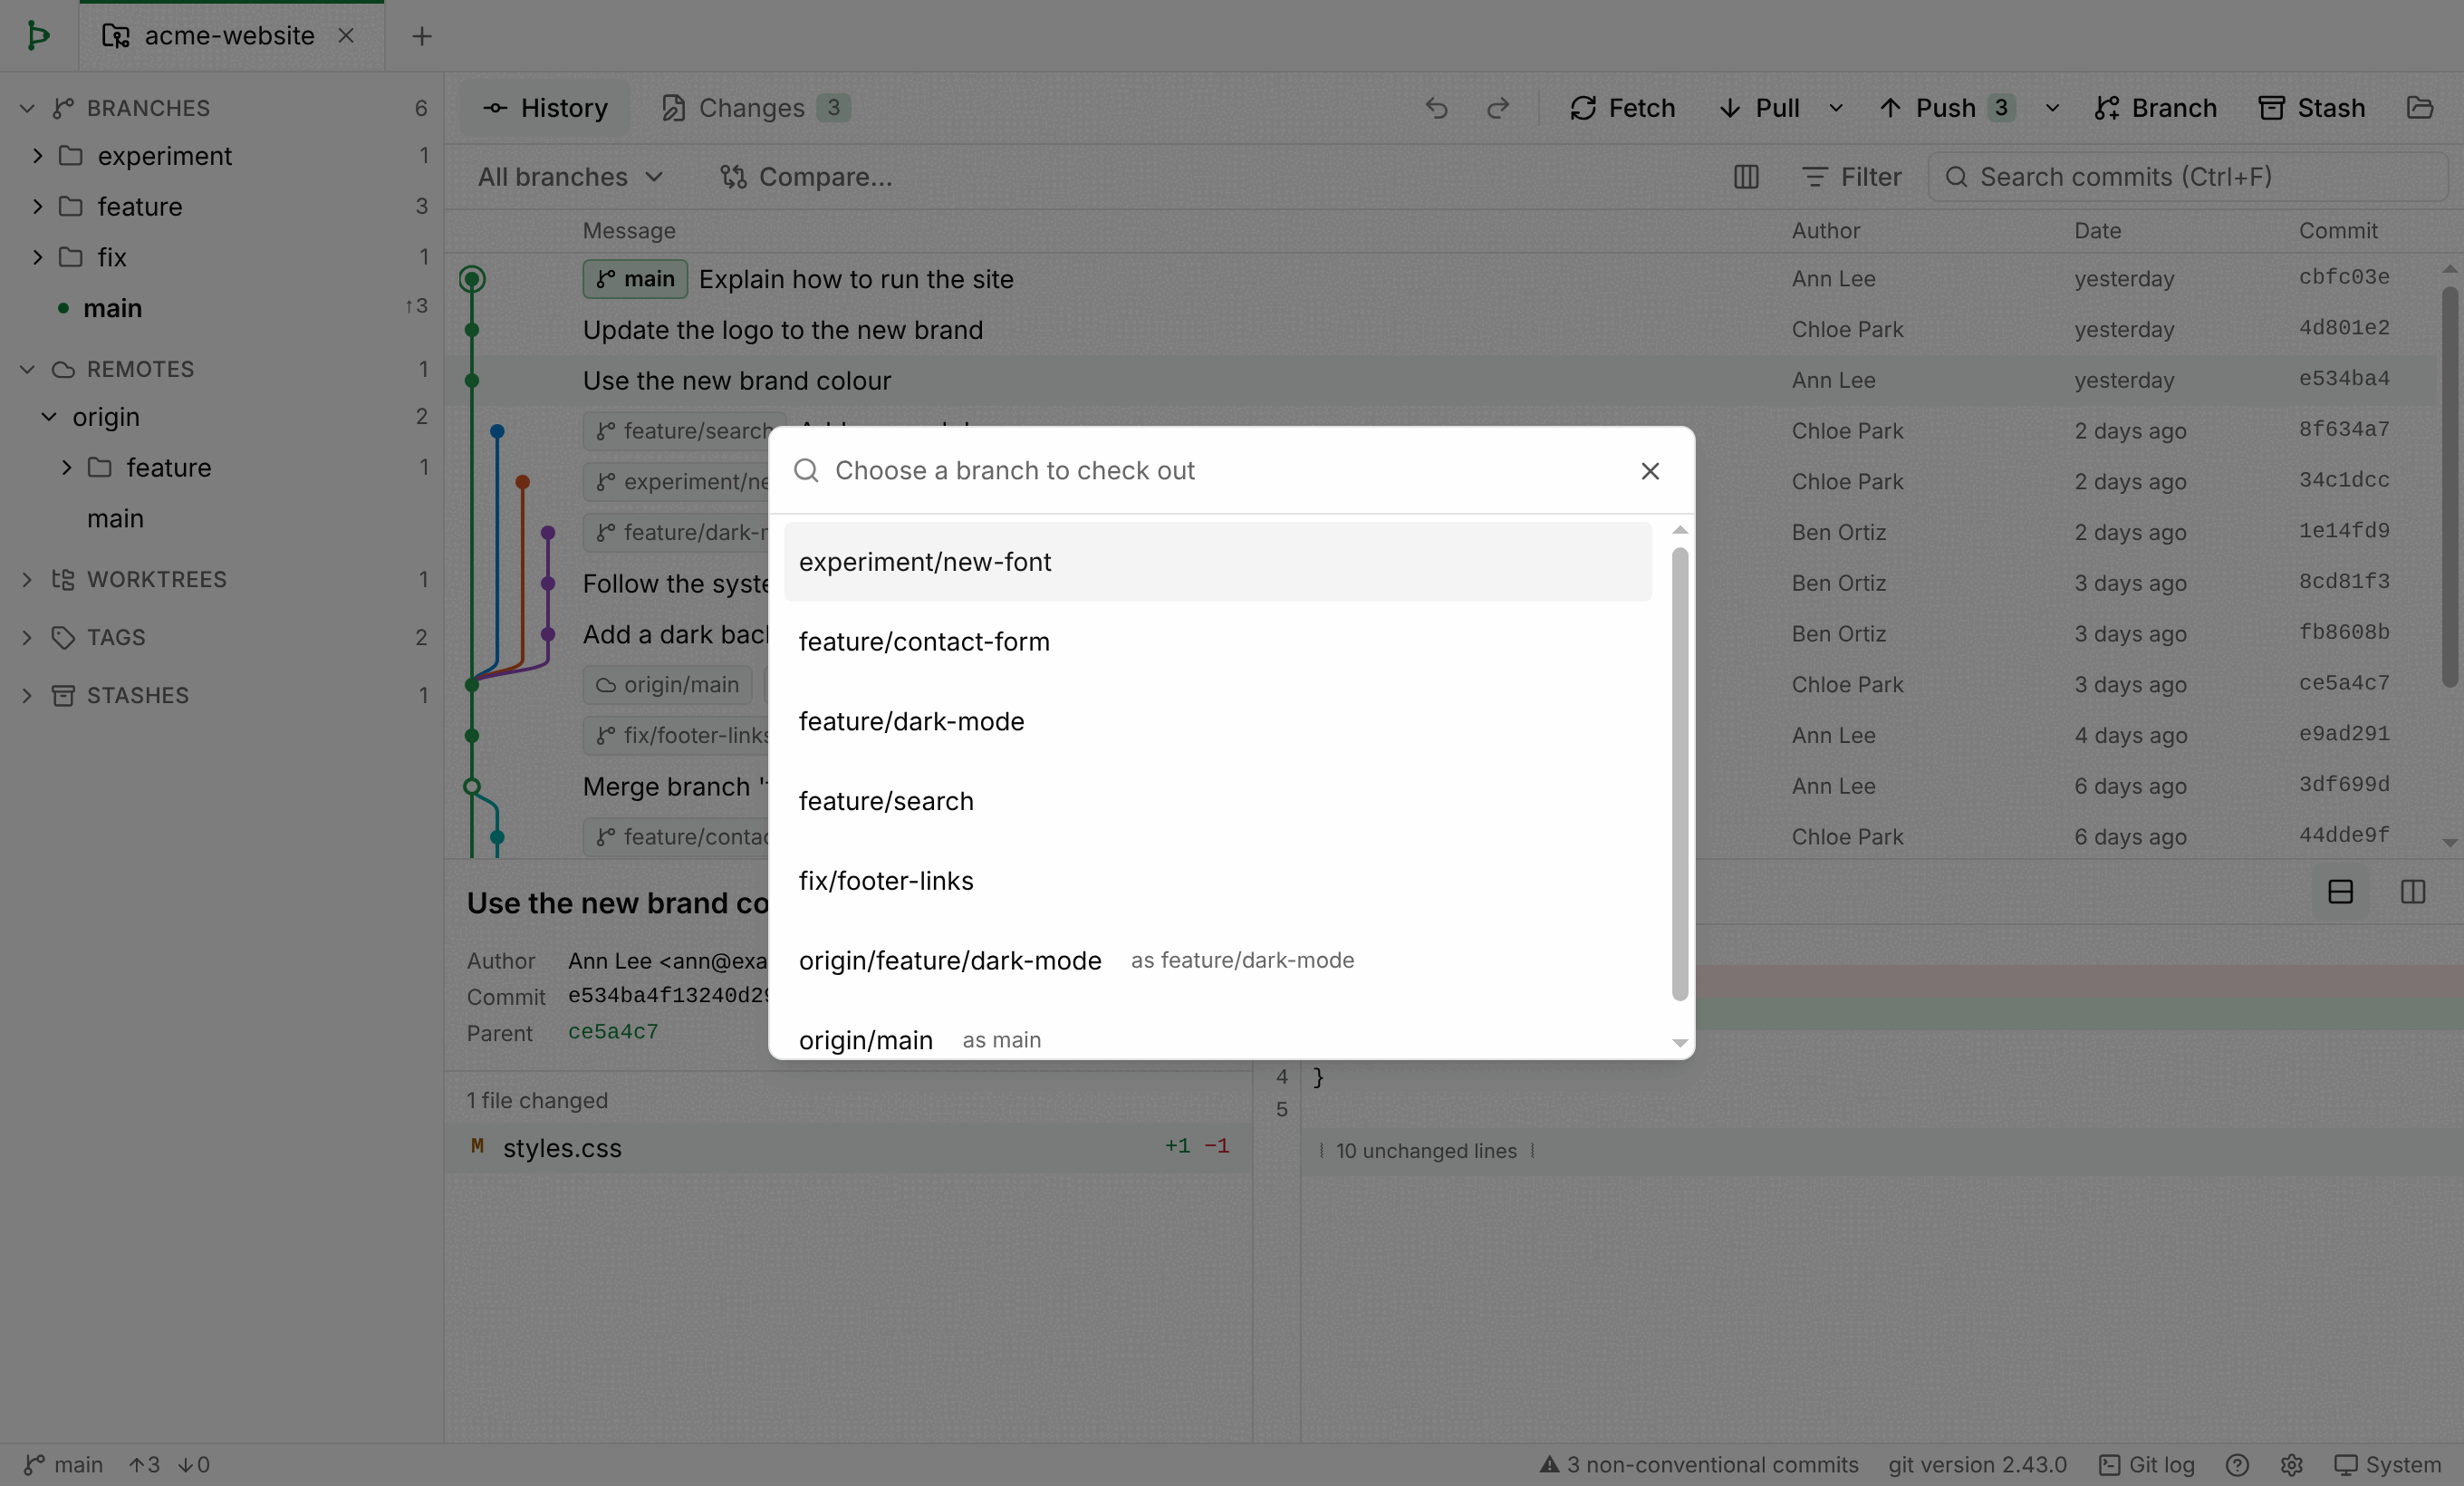 acme-website
BRANCHES 6
experiment 1
feature 3
fix 1
main ↑3
REMOTES 1
origin 2
feature 1
main
WORKTREES 1
TAGS 2
STASHES 1
History Changes 3 Fetch Pull Push 3 Branch Stash
All branches Compare... Filter Search commits (Ctrl+F)
Message Author Date Commit
main Explain how to run the site Ann Lee yesterday cbfc03e
Update the logo to the new brand Chloe Park yesterday 4d801e2
Use the new brand colour Ann Lee yesterday e534ba4
feature/search Chloe Park 2 days ago 8f634a7
experiment/ne Chloe Park 2 days ago 34c1dcc
feature/dark- Ben Ortiz 2 days ago 1e14fd9
Follow the syste Ben Ortiz 3 days ago 8cd81f3
Add a dark bac Ben Ortiz 3 days ago fb8608b
origin/main Chloe Park 3 days ago ce5a4c7
fix/footer-links Ann Lee 4 days ago e9ad291
Merge branch ' Ann Lee 6 days ago 3df699d
feature/contac Chloe Park 6 days ago 44dde9f
Choose a branch to check out
experiment/new-font
feature/contact-form
feature/dark-mode
feature/search
fix/footer-links
origin/feature/dark-mode as feature/dark-mode
origin/main as main
Use the new brand co
Author Ann Lee <ann@exa
Commit e534ba4f13240d29
Parent ce5a4c7
1 file changed
M styles.css +1 −1
4 }
5
10 unchanged lines
main ↑3 ↓0 3 non-conventional commits git version 2.43.0 Git log System